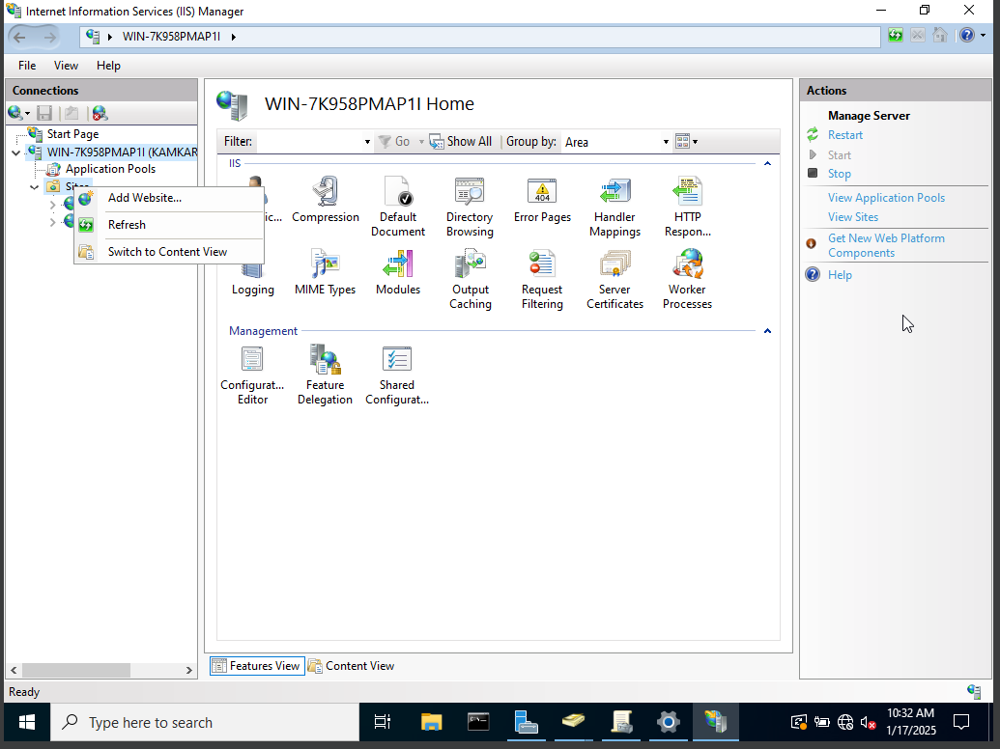 Internet Information Services (IIS) Manager
WIN-7K958PMAP1I
File View Help
Connections
Start Page
WIN-7K958PMAP1I (KAMKAR
Application Pools
Sites
Add Website...
Refresh
Switch to Content View
WIN-7K958PMAP1I Home
Filter: Go Show All Group by: Area
IIS
Compression
Default Document
Directory Browsing
Error Pages
404
Handler Mappings
HTTP Respon...
Logging
MIME Types
Modules
Output Caching
Request Filtering
Server Certificates
Worker Processes
Management
Configurat... Editor
Feature Delegation
Shared Configurat...
Features View Content View
Actions
Manage Server
Restart
Start
Stop
View Application Pools
View Sites
Get New Web Platform
Components
Help
Ready
Type here to search
10:32 AM
1/17/2025